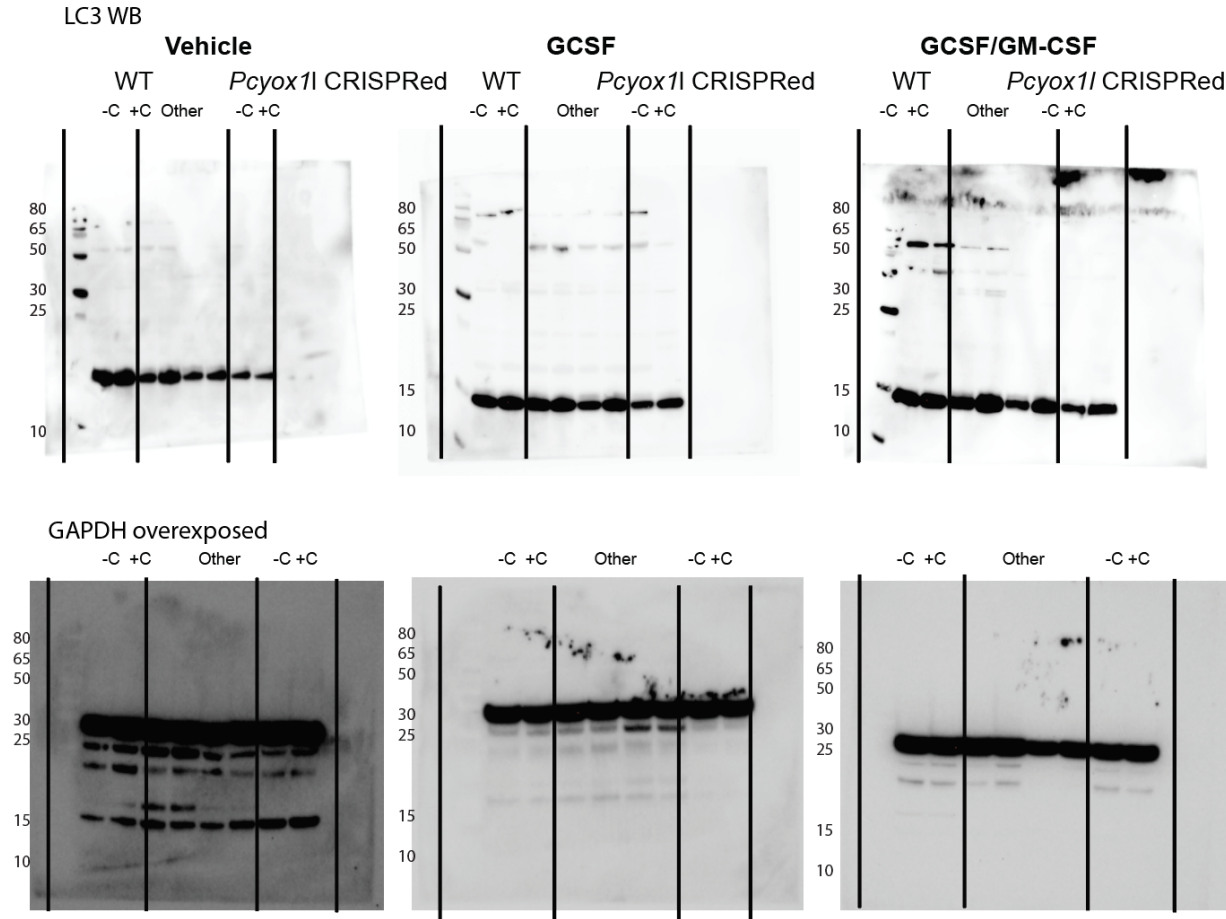 LC3 WB
Vehicle GCSF GCSF/GM-CSF
WT Pcyox1l CRISPRed WT Pcyox1l CRISPRed WT Pcyox1l CRISPRed
-C +C Other -C +C -C +C Other -C +C -C +C Other -C +C
80 80 80
65 65 65
50 50 50
30 30 30
25 25 25
15 15
10 10 10
GAPDH overexposed
-C +C Other -C +C -C +C Other -C +C -C +C Other -C +C
80 80 80
65 65 65
50 50 50
30 30 30
25 25 25
15 15 15
10 10 10